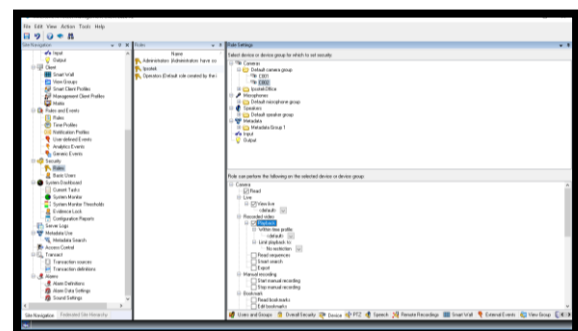 File Edit View Action Tools Help
Site Navigation
Input
Output
Client
Smart Wall
View Groups
Smart Client Profiles
Management Client Profiles
Matrix
Rules and Events
Rules
Time Profiles
Notification Profiles
User-defined Events
Analytics Events
Generic Events
Security
Roles
Basic Users
System Dashboard
Current Tasks
System Monitor
System Monitor Thresholds
Evidence Lock
Configuration Reports
Server Logs
Metadata Use
Metadata Search
Access Control
Transact
Transaction sources
Transaction definitions
Alarms
Alarm Definitions
Alarm Data Settings
Sound Settings
Site Navigation Federated Site Hierarchy
Roles
Name
Administrators (Administrators have co
Operators (Default role created by the
Role Settings
Select device or device group for which to set security:
Cameras
Default camera group
Microphones
Default microphone group
Speakers
Default speaker group
Metadata
Metadata Group 1
Input
Output
Role can perform the following on the selected device or device group
Camera
Read
Live
View live
<default>
Recorded video
Playback
Within time profile
<default>
Limit playback to
No restriction
Read sequences
Smart search
Export
Manual recording
Start manual recording
Stop manual recording
Bookmark
Read bookmarks
Edit bookmarks
Users and Groups Overall Security Device PTZ Speech Remote Recordings Smart Wall External Events View Group